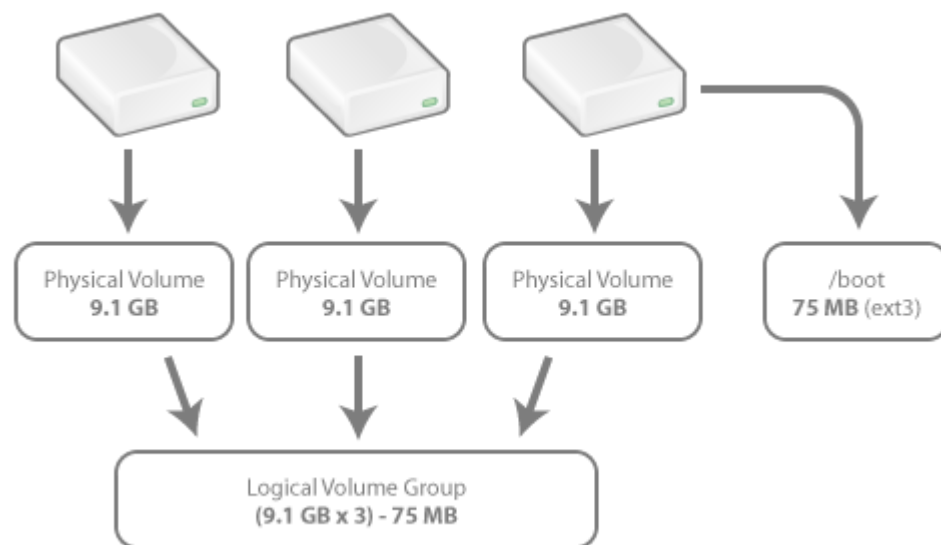 Physical Volume
9.1 GB
Physical Volume
9.1 GB
Physical Volume
9.1 GB
/boot
75 MB (ext3)
Logical Volume Group
(9.1 GB x 3) - 75 MB